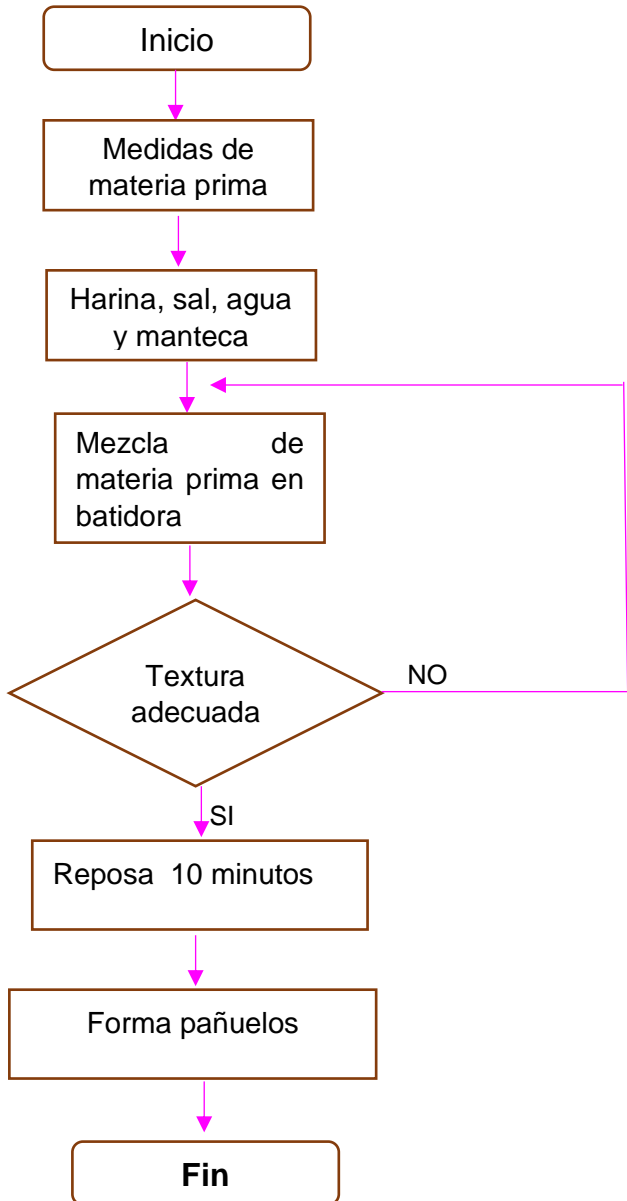 Inicio
Medidas de
materia prima
Harina, sal, agua
y manteca
Mezcla de
materia prima en
batidora
Textura
adecuada
NO
SI
Reposa 10 minutos
Forma pañuelos
Fin